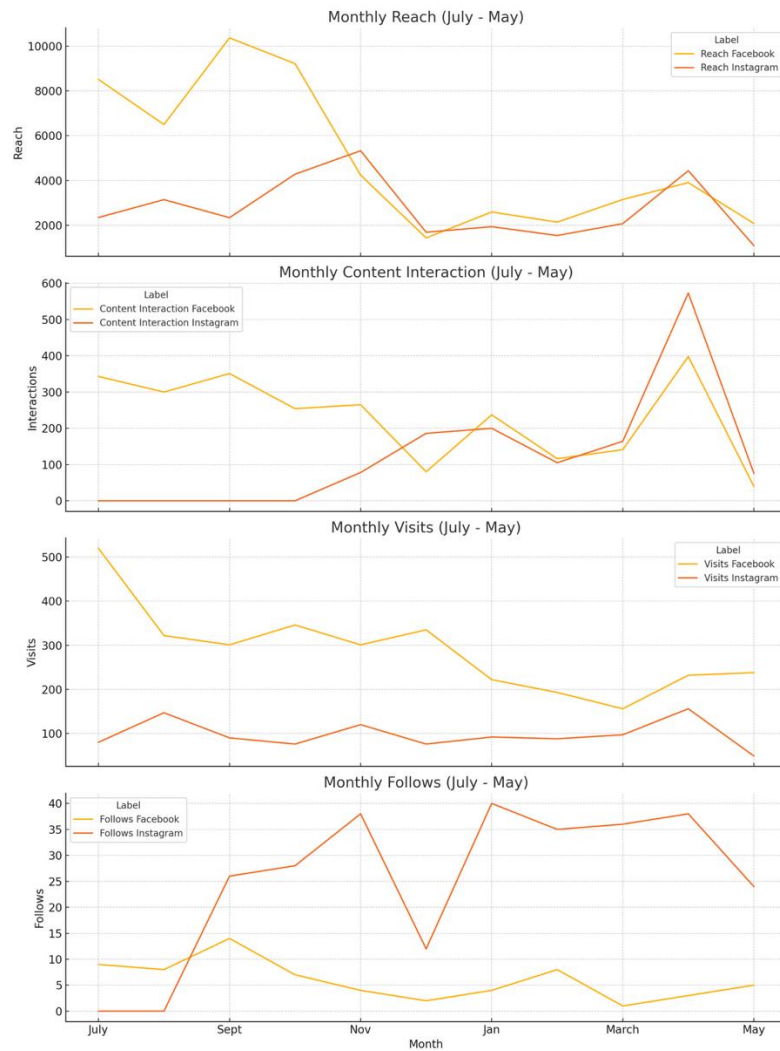 Monthly Reach (July - May)
Label
Reach Facebook
Reach Instagram
10000
8000
6000
4000
2000
Reach
Monthly Content Interaction (July - May)
Label
Content Interaction Facebook
Content Interaction Instagram
600
500
400
300
200
100
0
Interactions
Monthly Visits (July - May)
Label
Visits Facebook
Visits Instagram
500
400
300
200
100
Visits
Monthly Follows (July - May)
Label
Follows Facebook
Follows Instagram
40
35
30
25
20
15
10
5
0
Follows
July Sept Nov Jan March May
Month